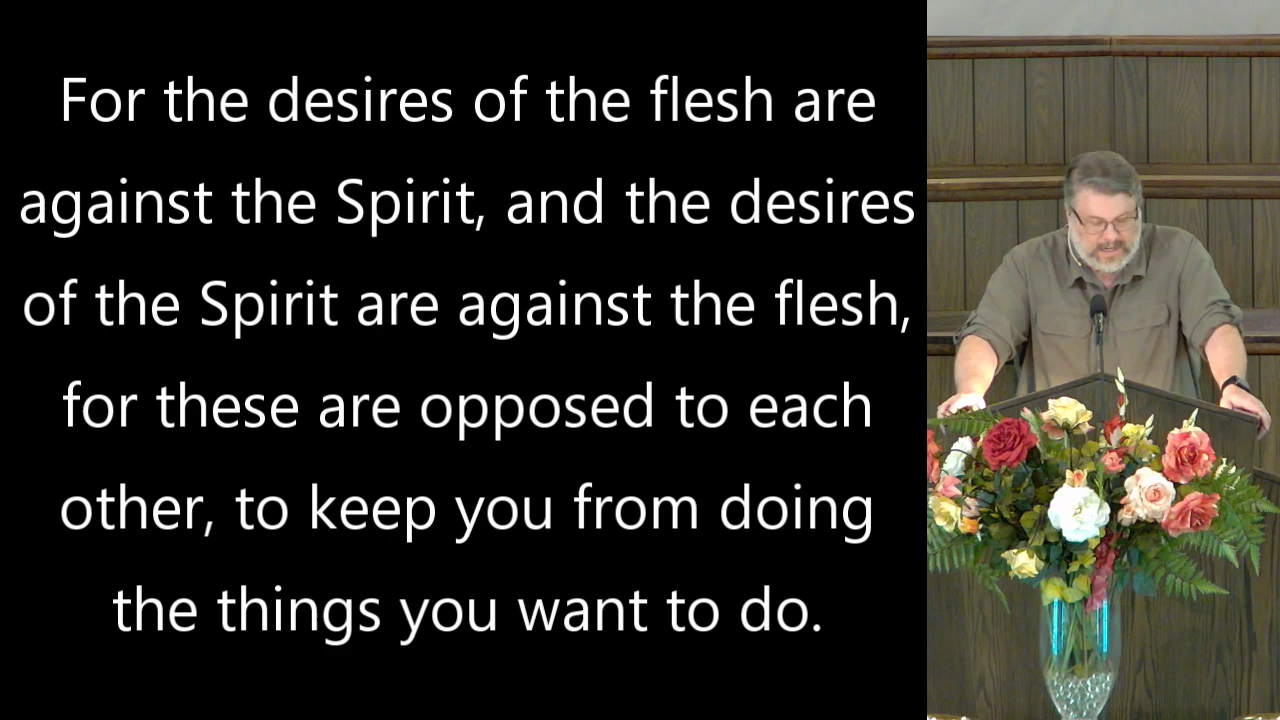 For the desires of the flesh are
against the Spirit, and the desires
of the Spirit are against the flesh,
for these are opposed to each
other, to keep you from doing
the things you want to do.